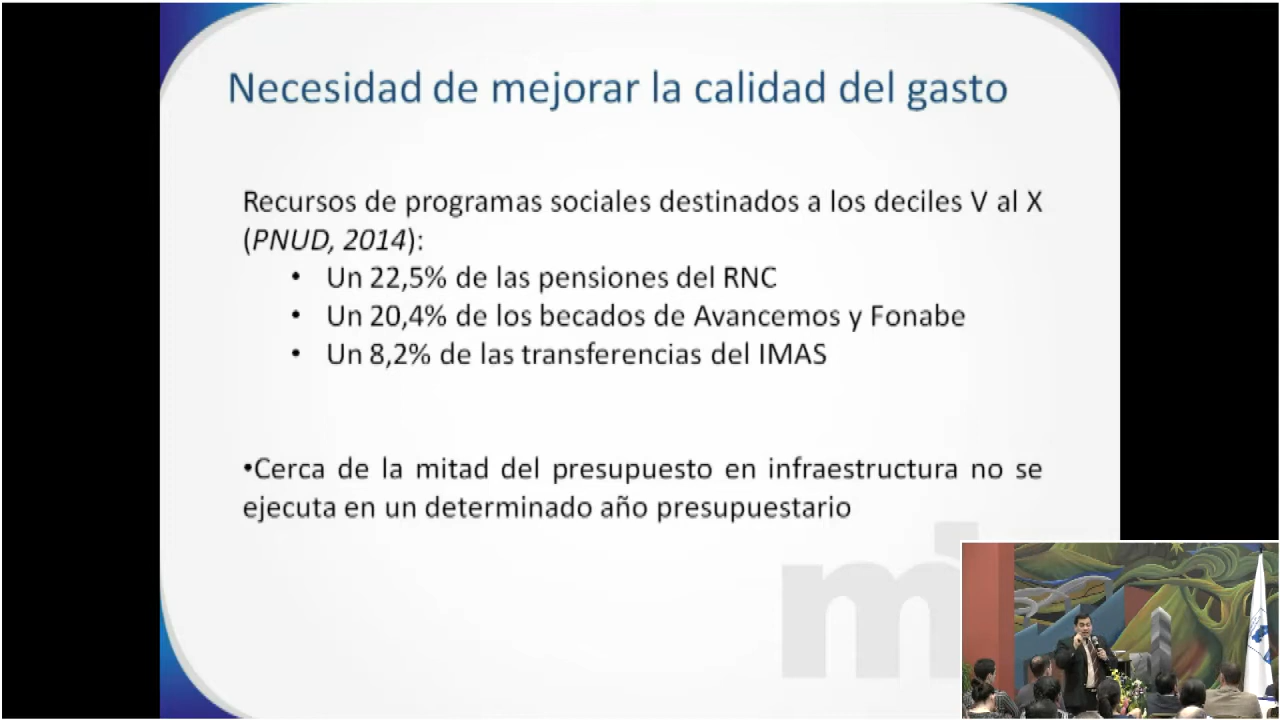 Necesidad de mejorar la calidad del gasto
Recursos de programas sociales destinados a los deciles V al X
(PNUD, 2014):
• Un 22,5% de las pensiones del RNC
• Un 20,4% de los becados de Avancemos y Fonabe
• Un 8,2% de las transferencias del IMAS
•Cerca de la mitad del presupuesto en infraestructura no se
ejecuta en un determinado año presupuestario